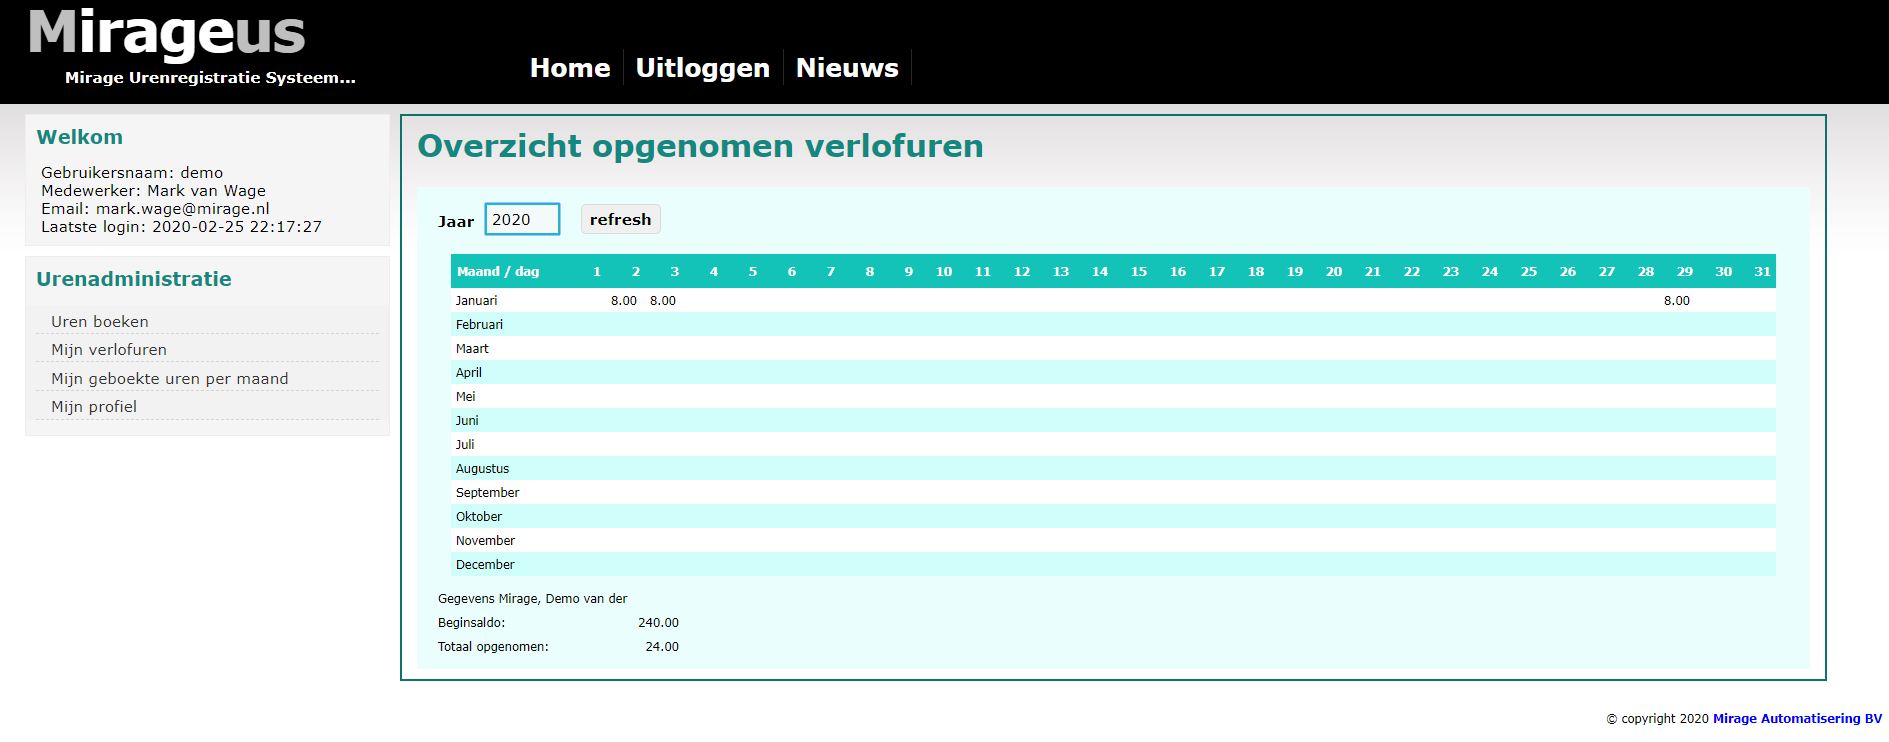 Mirageus
Mirage Urenregistratie Systeem...
Home Uitloggen Nieuws
Welkom
Gebruikersnaam: demo
Medewerker: Mark van Wage
Email: mark.wage@mirage.nl
Laatste login: 2020-02-25 22:17:27
Urenadministratie
Uren boeken
Mijn verlofuren
Mijn geboekte uren per maand
Mijn profiel
Overzicht opgenomen verlofuren
Jaar 2020 refresh
Maand / dag 1 2 3 4 5 6 7 8 9 10 11 12 13 14 15 16 17 18 19 20 21 22 23 24 25 26 27 28 29 30 31
Januari 8.00 8.00 8.00
Februari
Maart
April
Mei
Juni
Juli
Augustus
September
Oktober
November
December
Gegevens Mirage, Demo van der
Beginsaldo: 240.00
Totaal opgenomen: 24.00
© copyright 2020 Mirage Automatisering BV